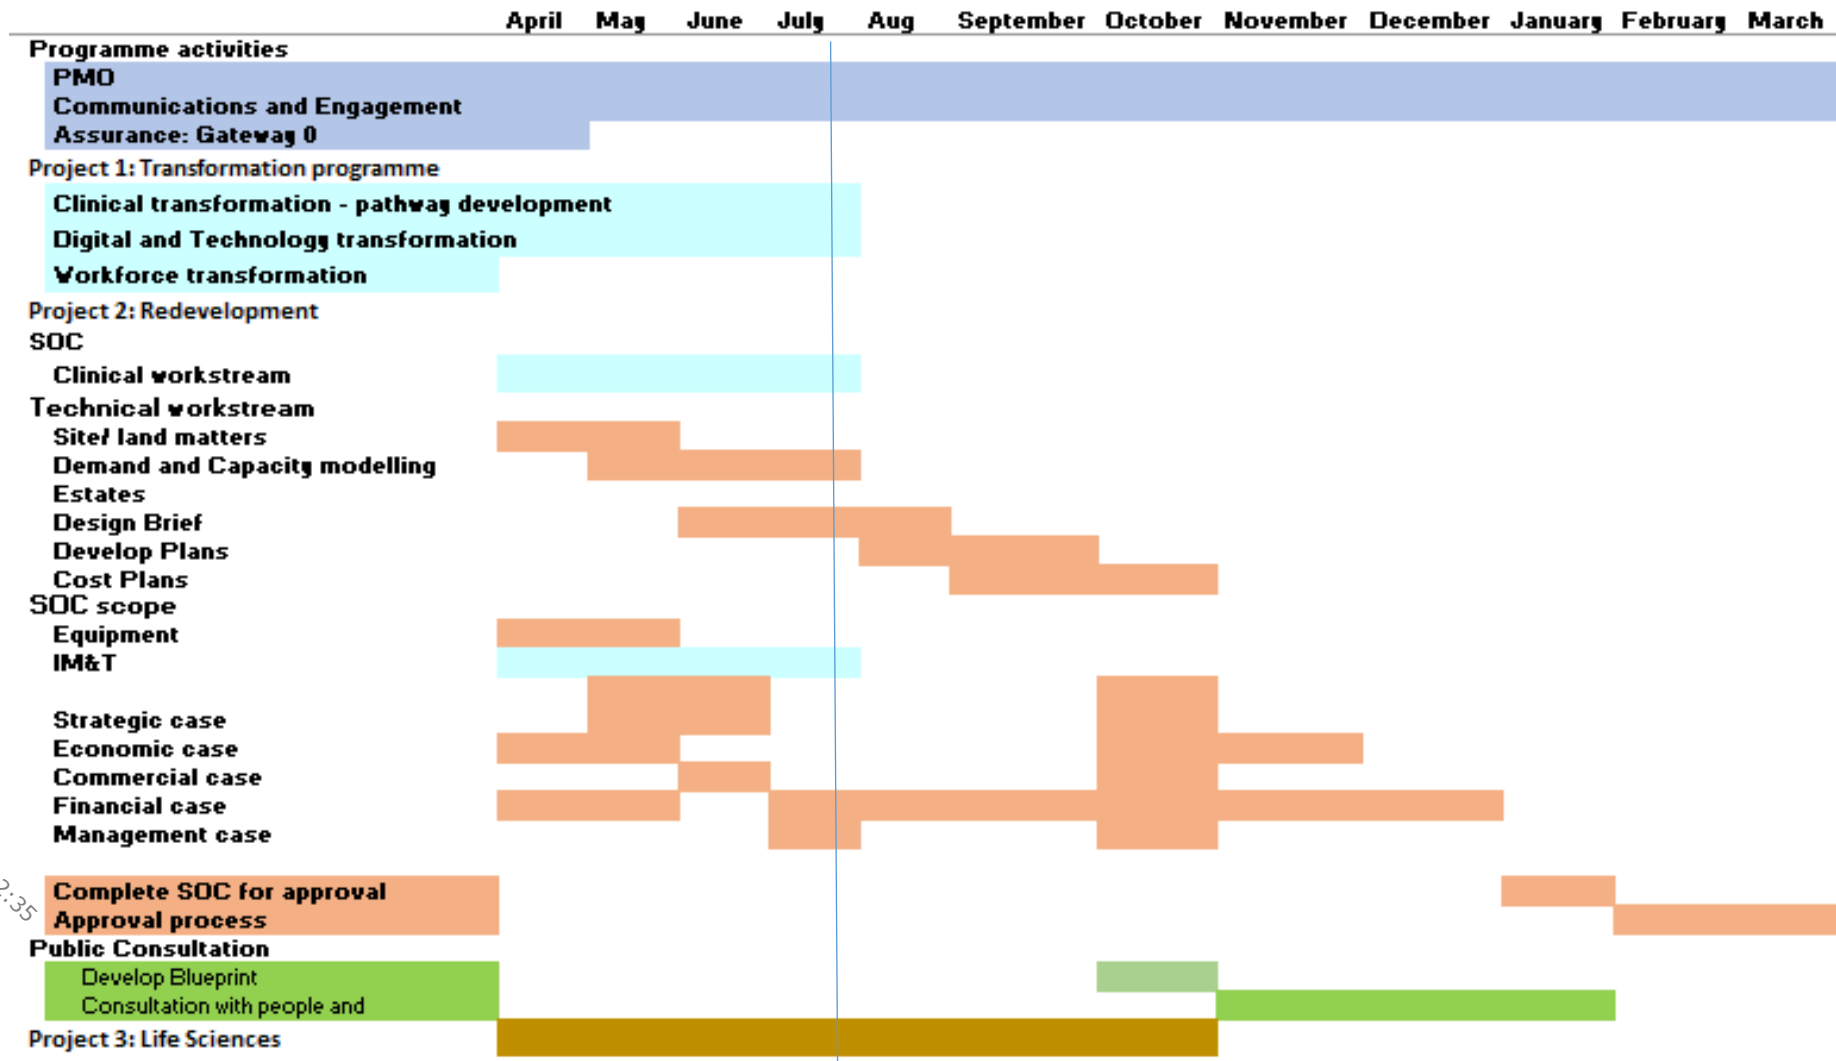 April May June July Aug September October November December January February March
Programme activities
PMO
Communications and Engagement
Assurance: Gateway 0
Project 1: Transformation programme
Clinical transformation - pathway development
Digital and Technology transformation
Workforce transformation
Project 2: Redevelopment
SOC
Clinical workstream
Technical workstream
Site/ land matters
Demand and Capacity modelling
Estates
Design Brief
Develop Plans
Cost Plans
SOC scope
Equipment
IM&T
Strategic case
Economic case
Commercial case
Financial case
Management case
2:35
Complete SOC for approval
Approval process
Public Consultation
Develop Blueprint
Consultation with people and
Project 3: Life Sciences